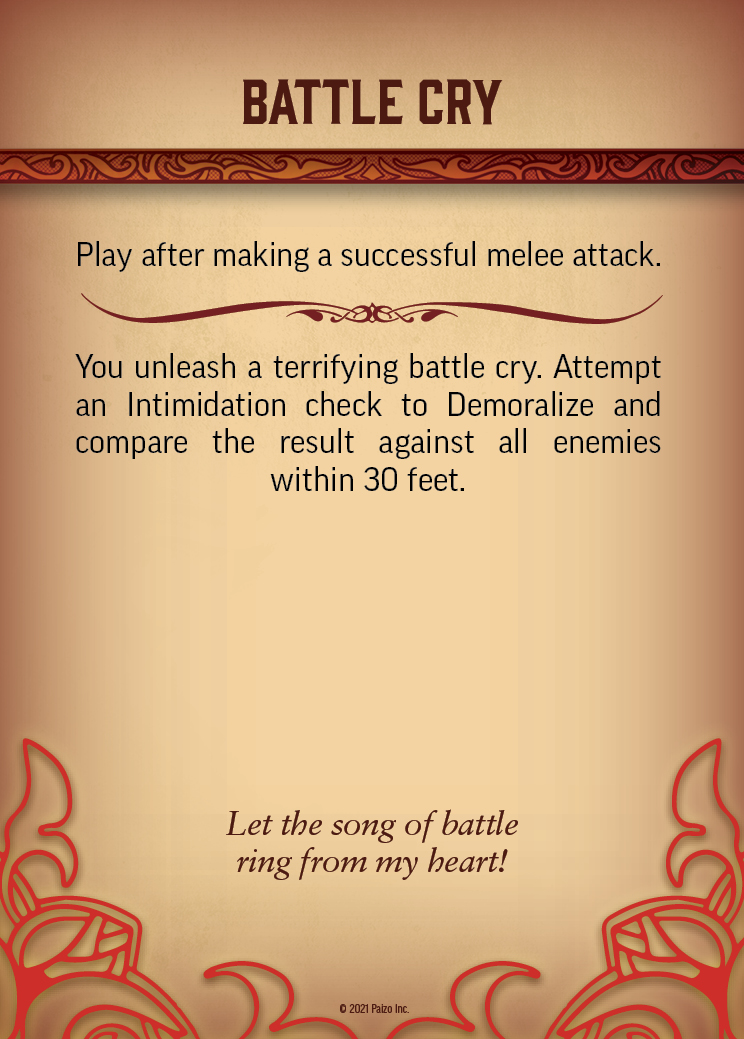 BATTLE CRY
Play after making a successful melee attack.
You unleash a terrifying battle cry. Attempt
an Intimidation check to Demoralize and
compare the result against all enemies
within 30 feet.
Let the song of battle
ring from my heart!
© 2021 Paizo Inc.